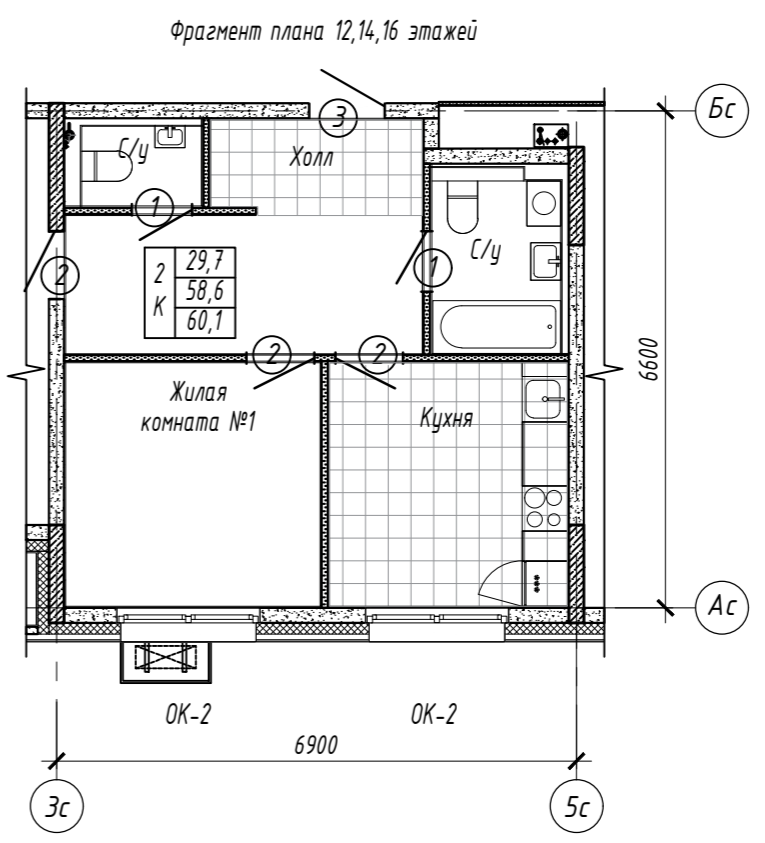 Фрагмент плана 12,14,16 этажей
Бс
3
С/у
Холл
1
С/у
1
2
2
К
29,7
58,6
60,1
2
2
6600
Жилая
комната №1
Кухня
Ас
ОК-2
ОК-2
6900
3с
5с